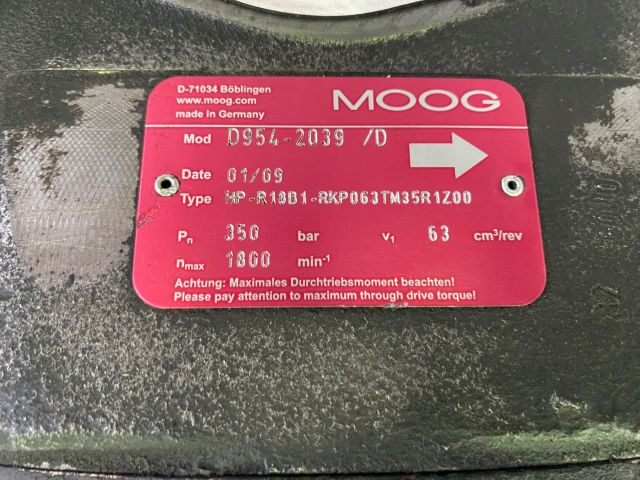 D-71034 Böblingen
www.moog.com
made in Germany
MOOG
Mod D954-2039 /D
Date 01/09
Type HP-R18B1-RKP063TM35R1Z00
Pn 350 bar v1 63 cm³/rev
nmax 1800 min-1
Achtung: Maximales Durchtriebsmoment beachten!
Please pay attention to maximum through drive torque!